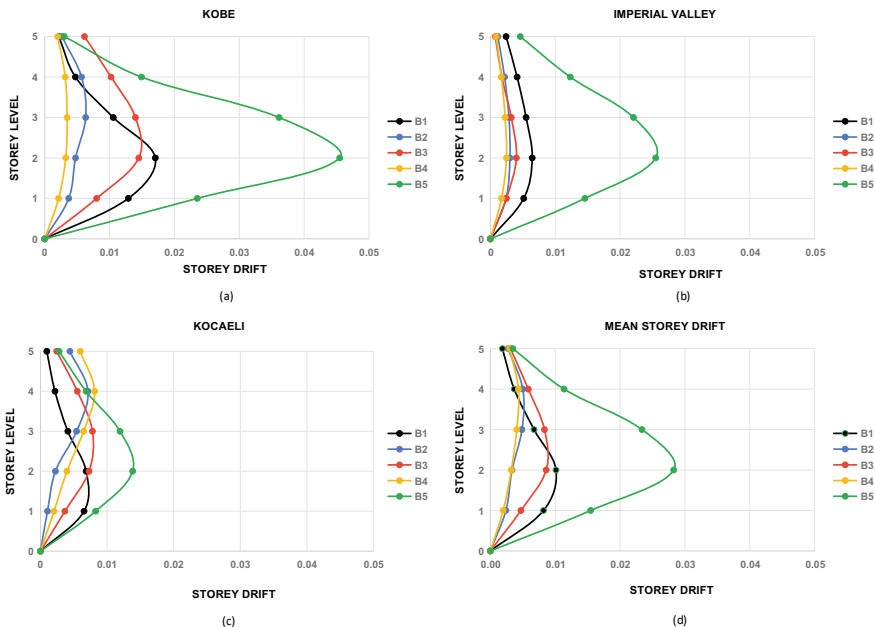 KOBE
STOREY LEVEL
5
4
3
2
1
0
0 0.01 0.02 0.03 0.04 0.05
STOREY DRIFT
B1
B2
B3
B4
B5
(a)
IMPERIAL VALLEY
STOREY LEVEL
5
4
3
2
1
0
0.00 0.01 0.02 0.03 0.04 0.05
STOREY DRIFT
B1
B2
B3
B4
B5
(b)
KOCAELI
STOREY LEVEL
5
4
3
2
1
0
0 0.01 0.02 0.03 0.04 0.05
STOREY DRIFT
B1
B2
B3
B4
B5
(c)
MEAN STOREY DRIFT
STOREY LEVEL
5
4
3
2
1
0
0.00 0.01 0.02 0.03 0.04 0.05
STOREY DRIFT
B1
B2
B3
B4
B5
(d)